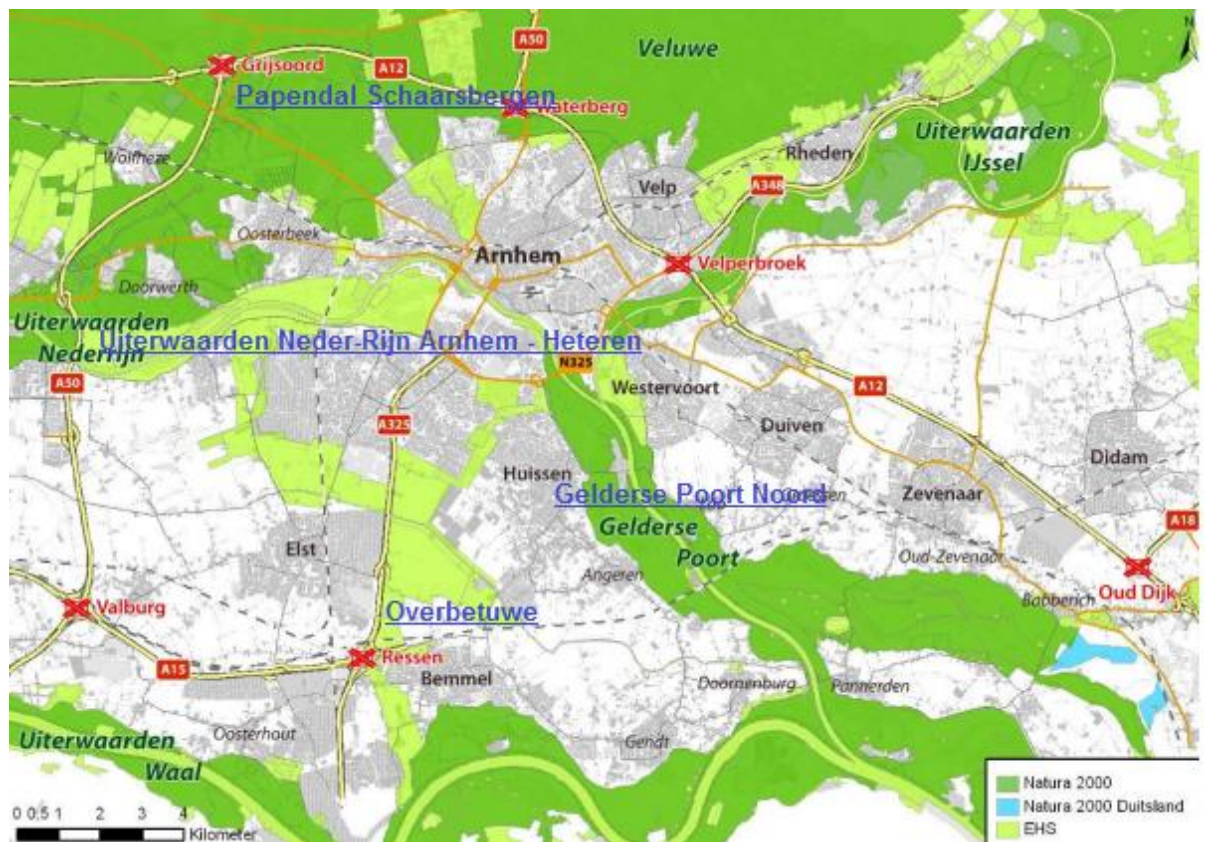 N
A50
Veluwe
Grijsoord
A12
Papendal Schaarsbergen
Waterberg
Uiterwaarden
IJssel
Wolfheze
Rheden
Velp
A348
Oosterbeek
Arnhem
Velperbroek
Doorwerth
Uiterwaarden
Nederrijn
Uiterwaarden Neder-Rijn Arnhem - Heteren
N325
A50
Westervoort
A12
A325
Duiven
Didam
Huissen
Gelderse Poort Noord
Zevenaar
Gelderse
Poort
A18
Elst
Oud-Zevenaar
Angeren
Oud Dijk
Babberich
Valburg
Overbetuwe
Ressen
A15
Bemmel
Doornenburg
Pannerden
Uiterwaarden
Waal
Oosterhout
Gendt
Natura 2000
Natura 2000 Duitsland
EHS
0 0.5 1 2 3 4
Kilometer